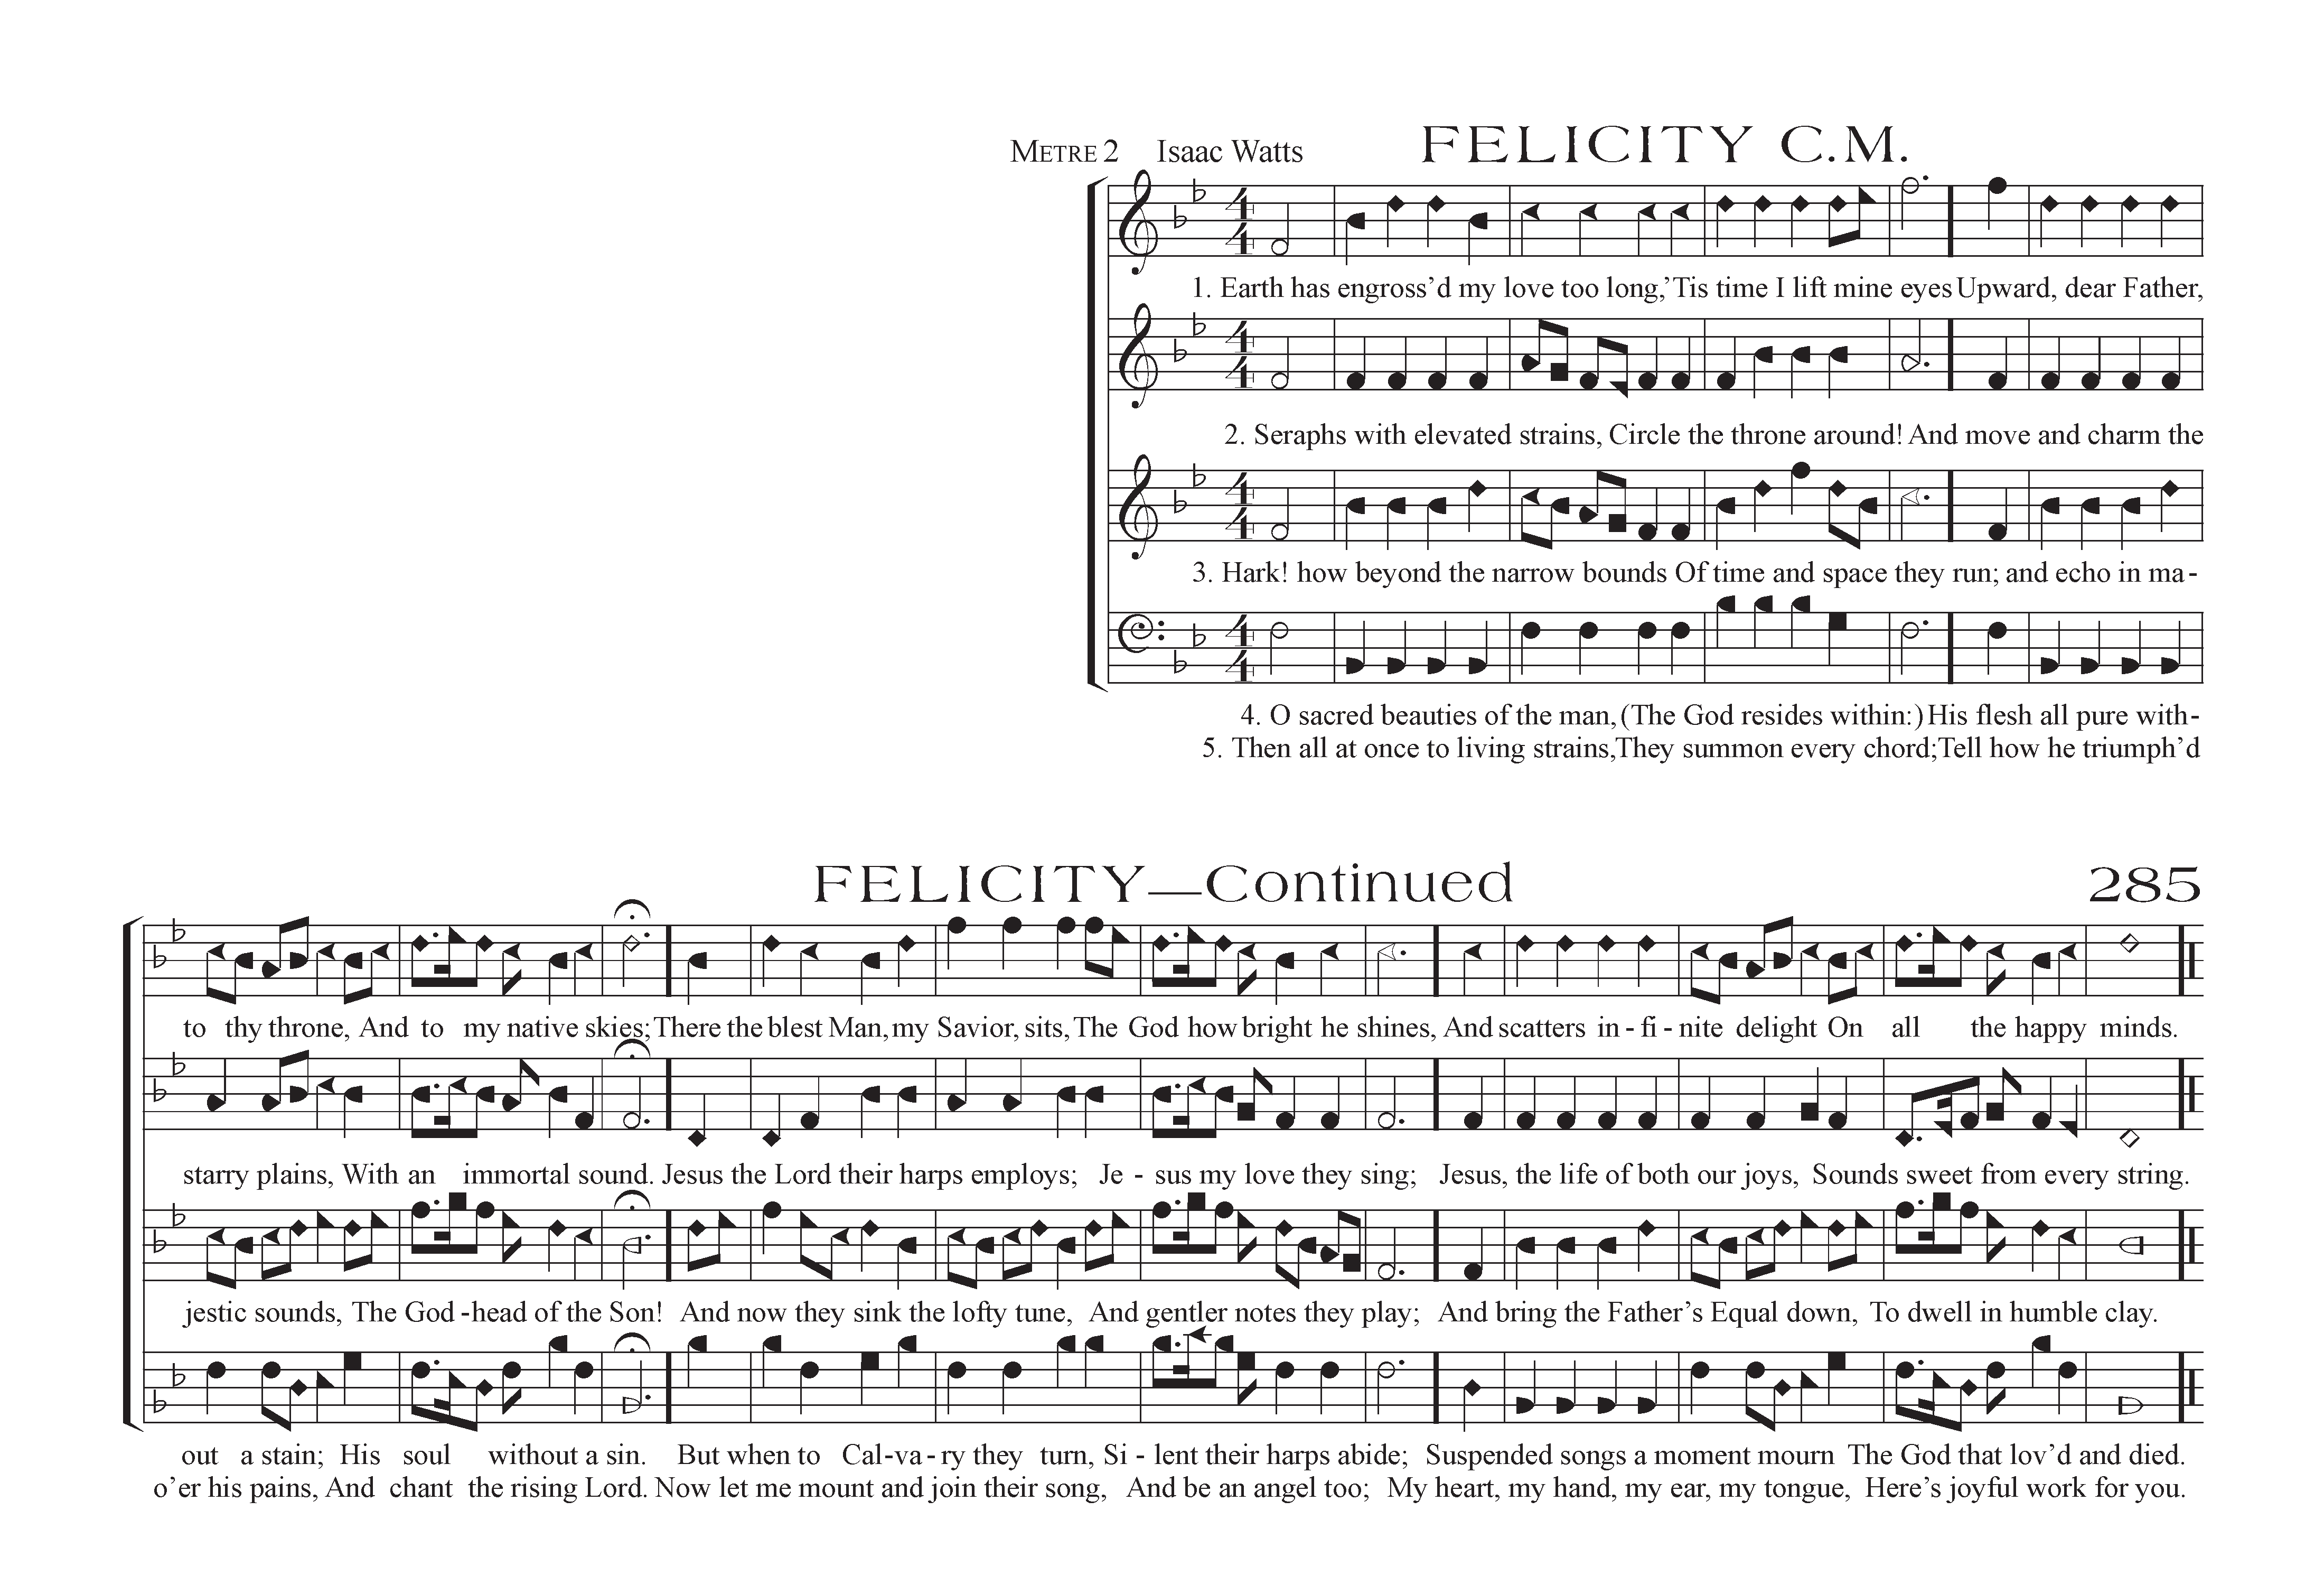 METRE 2 Isaac Watts FELICITY C.M.
1. Earth has engross’d my love too long,’Tis time I lift mine eyes Upward, dear Father,
2. Seraphs with elevated strains, Circle the throne around! And move and charm the
3. Hark! how beyond the narrow bounds Of time and space they run; and echo in ma-
4. O sacred beauties of the man, (The God resides within:) His flesh all pure with-
5. Then all at once to living strains,They summon every chord;Tell how he triumph’d
FELICITY—Continued 285
to thy throne, And to my native skies; There the blest Man, my Savior, sits, The God how bright he shines, And scatters in-fi-nite delight On all the happy minds.
starry plains, With an immortal sound. Jesus the Lord their harps employs; Je-sus my love they sing; Jesus, the life of both our joys, Sounds sweet from every string.
jestic sounds, The God-head of the Son! And now they sink the lofty tune, And gentler notes they play; And bring the Father’s Equal down, To dwell in humble clay.
out a stain; His soul without a sin. But when to Cal-va-ry they turn, Si-lent their harps abide; Suspended songs a moment mourn The God that lov’d and died.
o’er his pains, And chant the rising Lord. Now let me mount and join their song, And be an angel too; My heart, my hand, my ear, my tongue, Here’s joyful work for you.